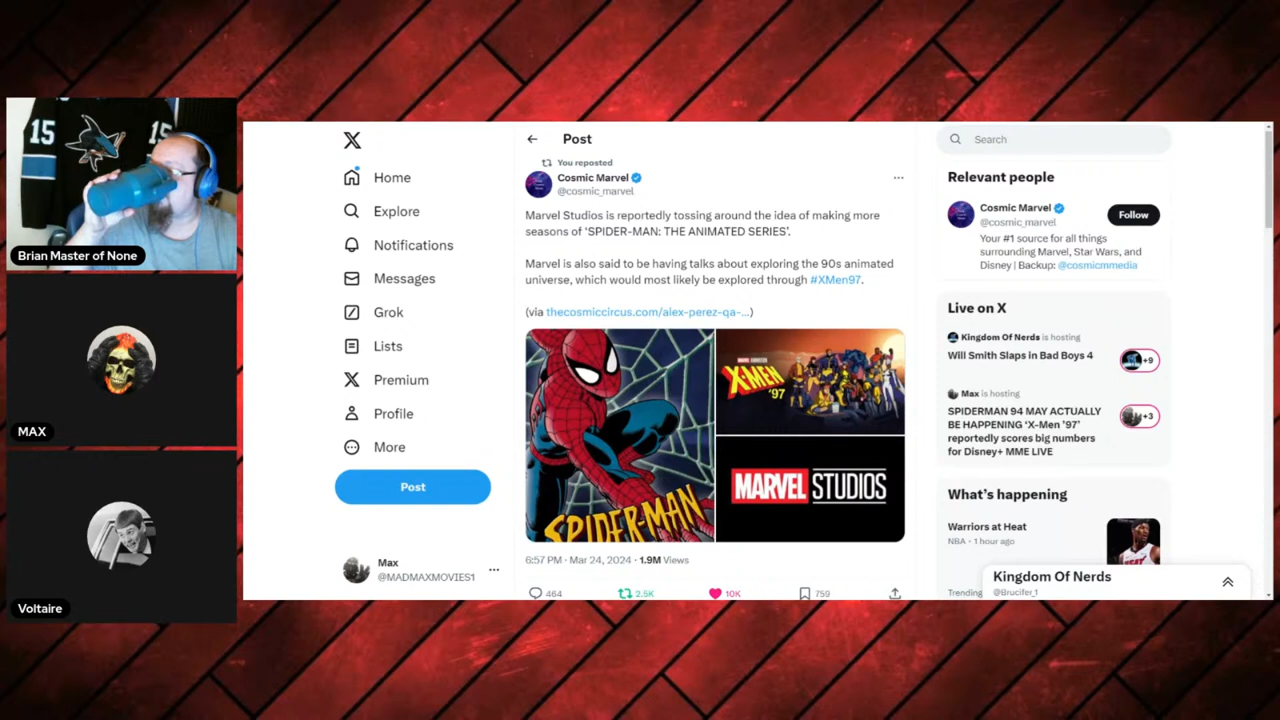 15
15
Brian Master of None
MAX
Voltaire
Home
Explore
Notifications
Messages
Grok
Lists
Premium
Profile
More
Post
Max
@MADMAXMOVIES1
Post
You reposted
Cosmic Marvel
@cosmic_marvel
Marvel Studios is reportedly tossing around the idea of making more
seasons of ‘SPIDER-MAN: THE ANIMATED SERIES’.
Marvel is also said to be having talks about exploring the 90s animated
universe, which would most likely be explored through #XMen97.
(via thecosmiccircus.com/alex-perez-qa-…)
SPIDER-MAN
X-MEN
'97
MARVEL STUDIOS
6:57 PM · Mar 24, 2024 · 1.9M Views
464
2.5K
10K
759
Search
Relevant people
Cosmic Marvel
@cosmic_marvel
Follow
Your #1 source for all things
surrounding Marvel, Star Wars, and
Disney | Backup: @cosmicmmedia
Live on X
Kingdom Of Nerds is hosting
Will Smith Slaps in Bad Boys 4
+9
Max is hosting
SPIDERMAN 94 MAY ACTUALLY
BE HAPPENING ‘X-Men ’97’
reportedly scores big numbers
for Disney+ MME LIVE
+3
What’s happening
Warriors at Heat
NBA · 1 hour ago
Trending
Kingdom Of Nerds
@Brucifer_1